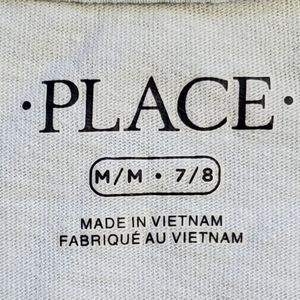 ·PLACE·
M/M · 7/8
MADE IN VIETNAM
FABRIQUÉ AU VIETNAM